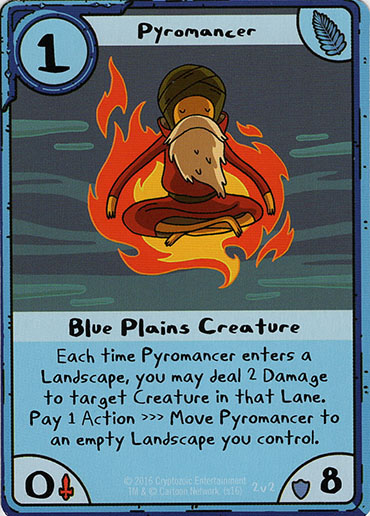 Pyromancer
1
Blue Plains Creature
Each time Pyromancer enters a
Landscape, you may deal 2 Damage
to target Creature in that Lane.
Pay 1 Action >>> Move Pyromancer to
an empty Landscape you control.
© 2016 Cryptozoic Entertainment
TM & © Cartoon Network. (s16)
2v2
0
8